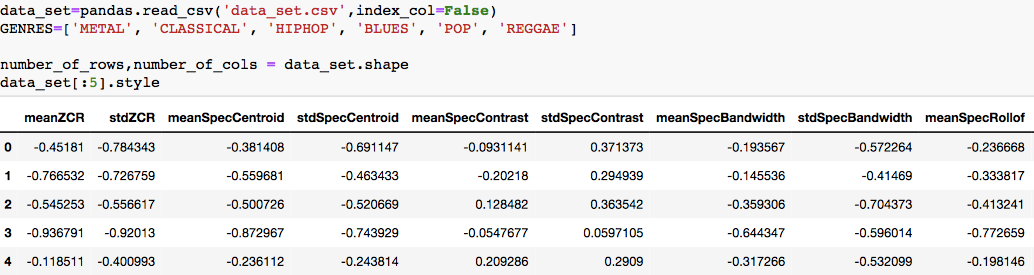 data_set=pandas.read_csv('data_set.csv',index_col=False)
GENRES=['METAL', 'CLASSICAL', 'HIPHOP', 'BLUES', 'POP', 'REGGAE']
number_of_rows,number_of_cols = data_set.shape
data_set[:5].style
meanZCR stdZCR meanSpecCentroid stdSpecCentroid meanSpecContrast stdSpecContrast meanSpecBandwidth stdSpecBandwidth meanSpecRollof
0 -0.45181 -0.784343 -0.381408 -0.691147 -0.0931141 0.371373 -0.193567 -0.572264 -0.236668
1 -0.766532 -0.726759 -0.559681 -0.463433 -0.20218 0.294939 -0.145536 -0.41469 -0.333817
2 -0.545253 -0.556617 -0.500726 -0.520669 0.128482 0.363542 -0.359306 -0.704373 -0.413241
3 -0.936791 -0.92013 -0.872967 -0.743929 -0.0547677 0.0597105 -0.644347 -0.596014 -0.772659
4 -0.118511 -0.400993 -0.236112 -0.243814 0.209286 0.2909 -0.317266 -0.532099 -0.198146